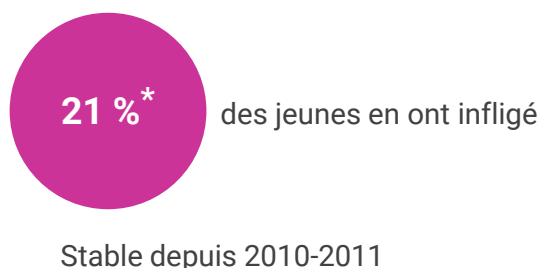 21 %* des jeunes en ont infligé
Stable depuis 2010-2011